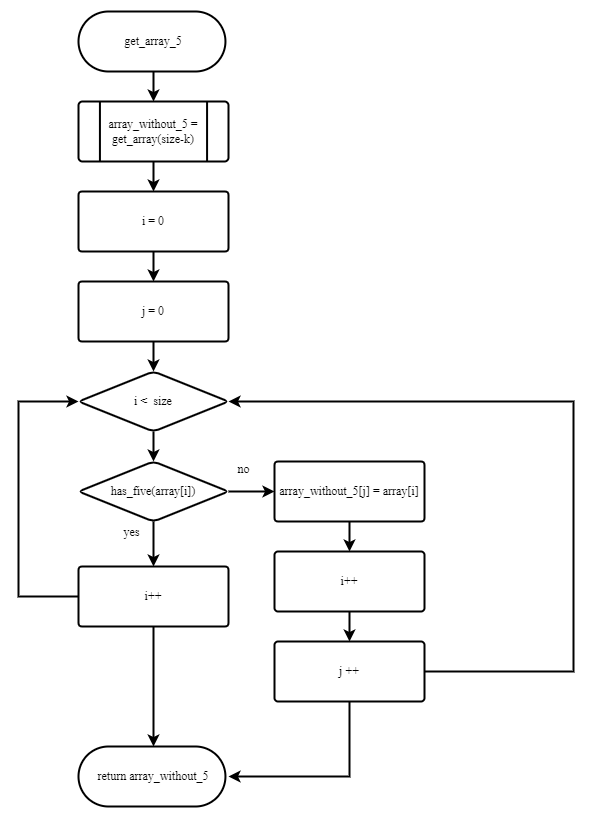 get_array_5
array_without_5 =
get_array(size-k)
i = 0
j = 0
i <  size
has_five(array[i])
no
array_without_5[j] = array[i]
yes
i++
i++
j ++
return array_without_5